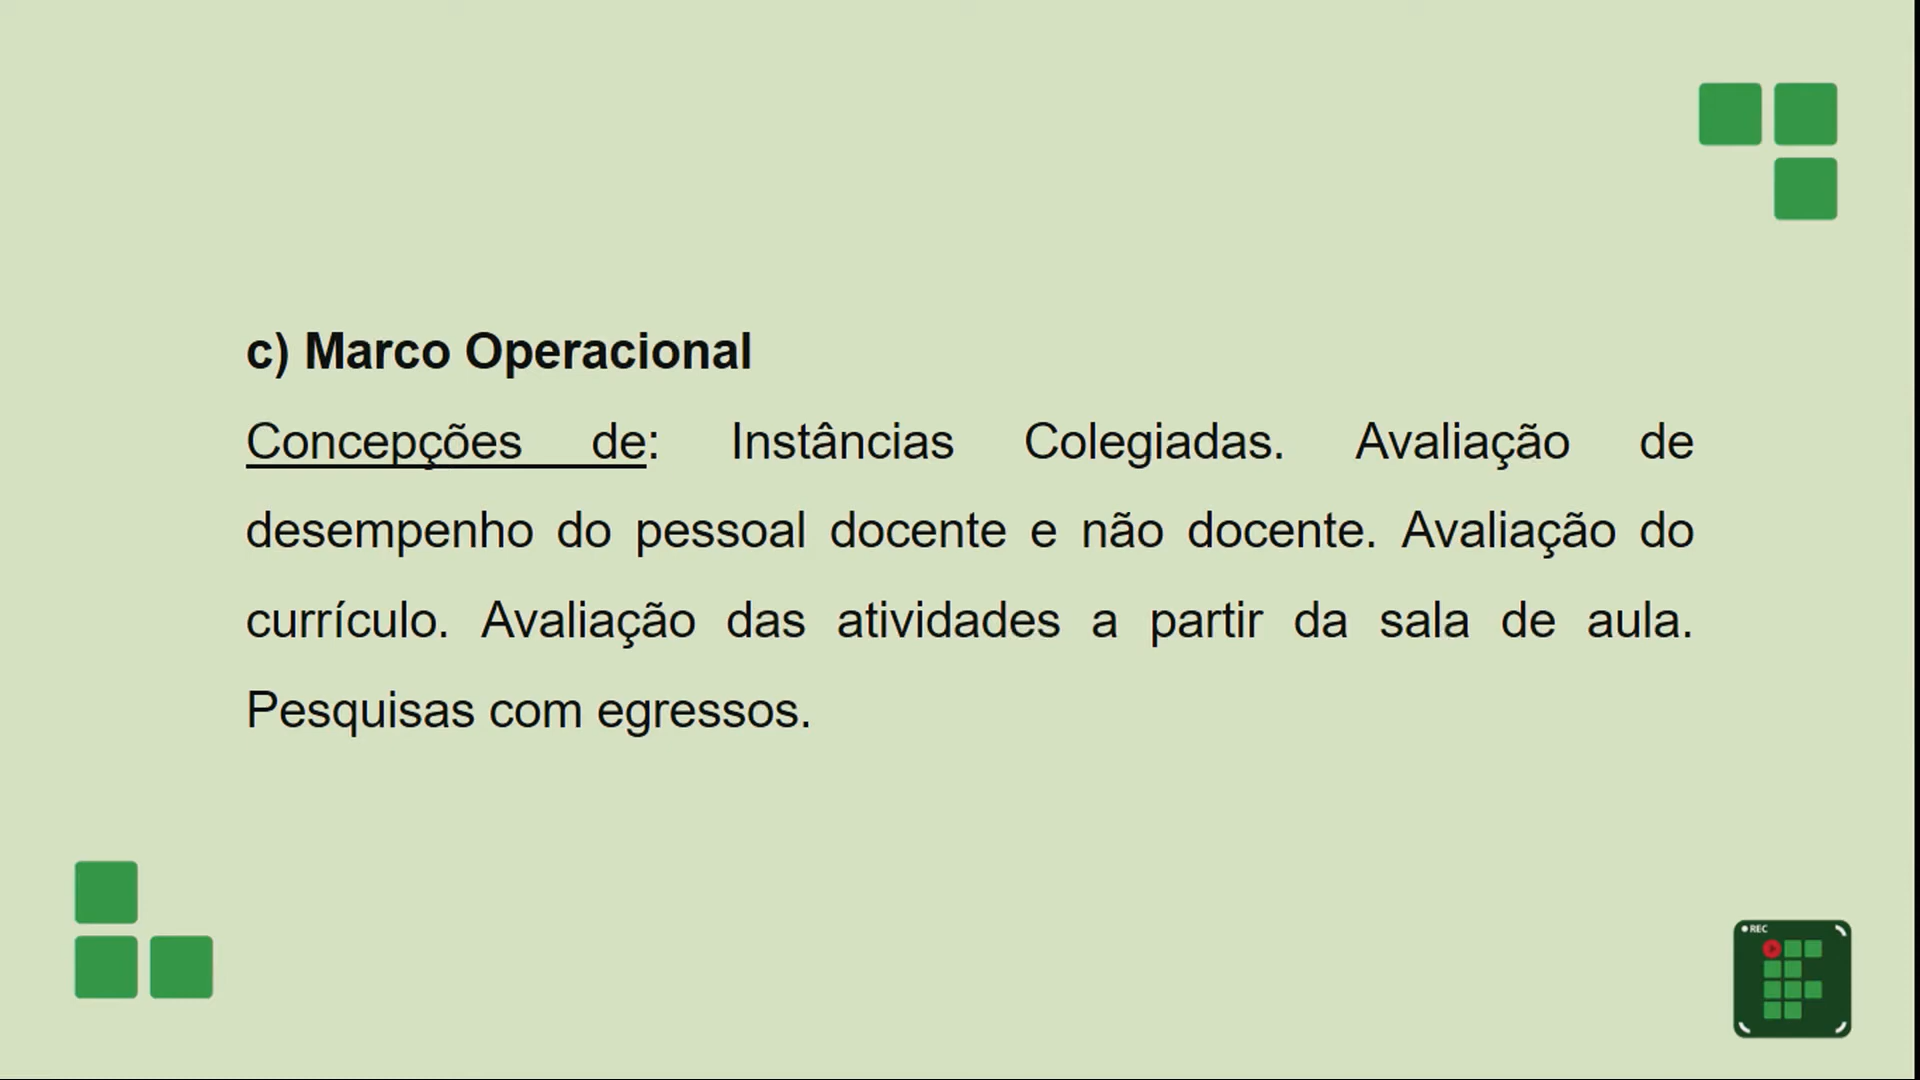 c) Marco Operacional
Concepções de: Instâncias Colegiadas. Avaliação de
desempenho do pessoal docente e não docente. Avaliação do
currículo. Avaliação das atividades a partir da sala de aula.
Pesquisas com egressos.
REC